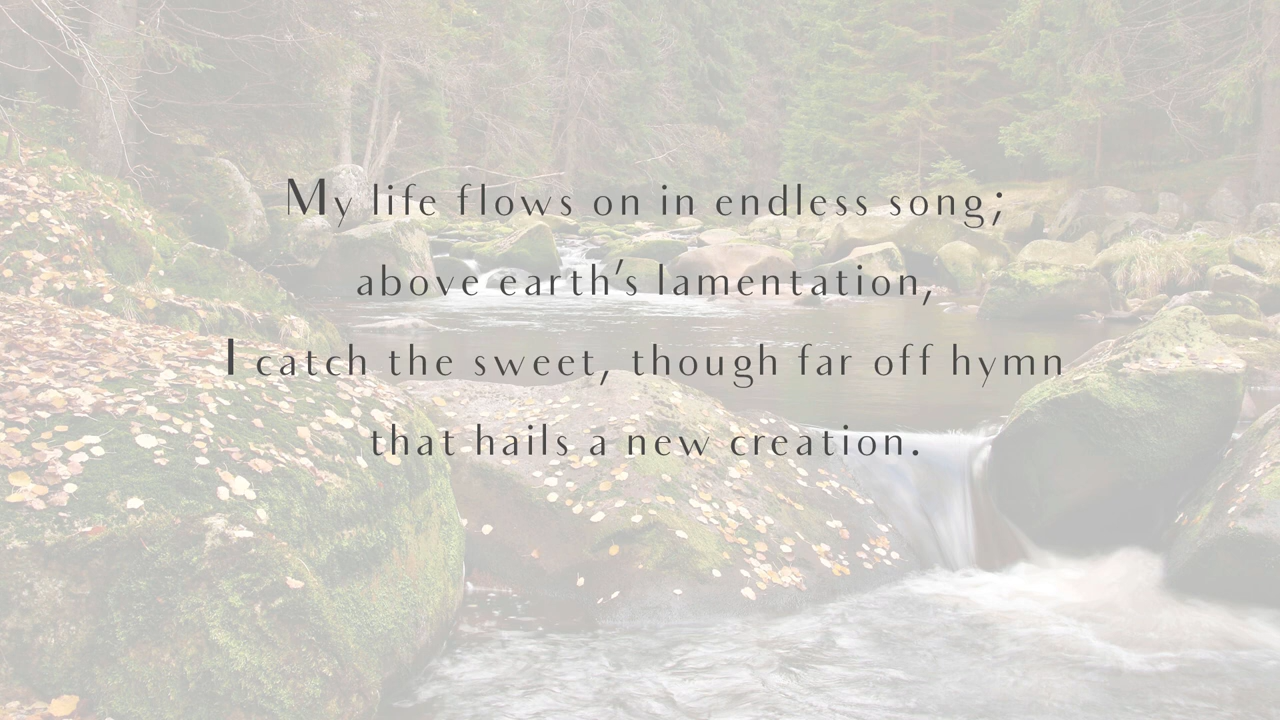 My life flows on in endless song;
above earth's lamentation,
I catch the sweet, though far off hymn
that hails a new creation.